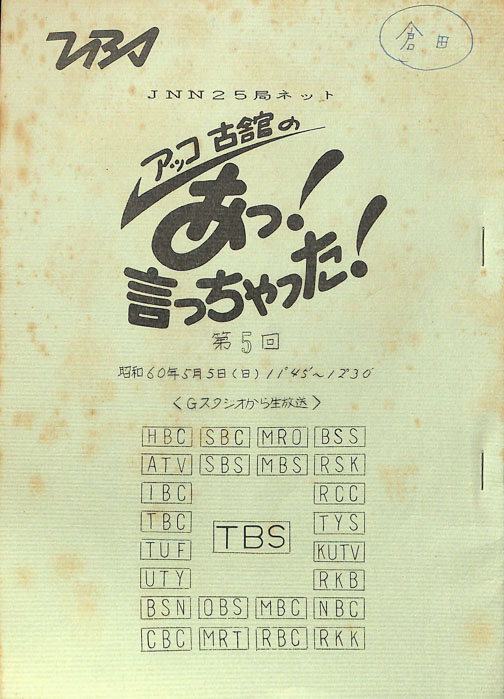 TBS
倉田
JNN25局ネット
アッコ 古舘の
あっ!
言っちゃった!
第5回
昭和60年5月5日(日) 11°45′~12°30′
<Gスタジオから生放送>
HBC SBC MRO BSS
ATV SBS MBS RSK
IBC RCC
TBC TYS
TBS
TUF KUTV
UTY RKB
BSN OBS MBC NBC
CBC MRT RBC RKK